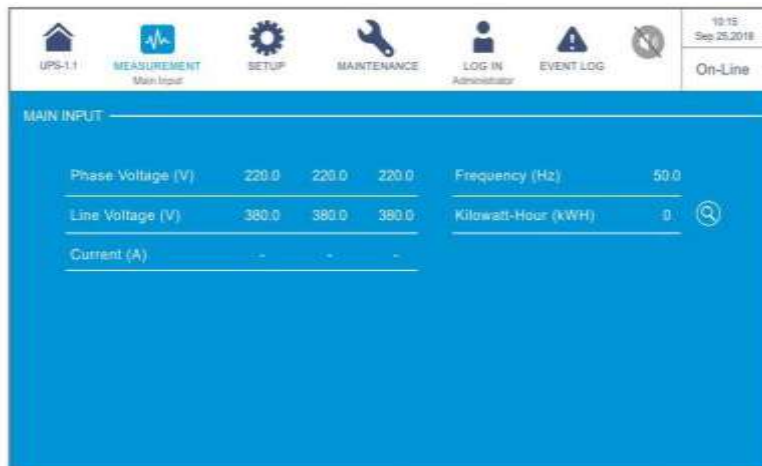 10:15
Sep 25,2018
UPS-1.1 MEASUREMENT SETUP MAINTENANCE LOG IN EVENT LOG
Main Input Administrator
On-Line
MAIN INPUT
Phase Voltage (V) 220.0 220.0 220.0 Frequency (Hz) 50.0
Line Voltage (V) 380.0 380.0 380.0 Kilowatt-Hour (kWH) 0
Current (A) - - -